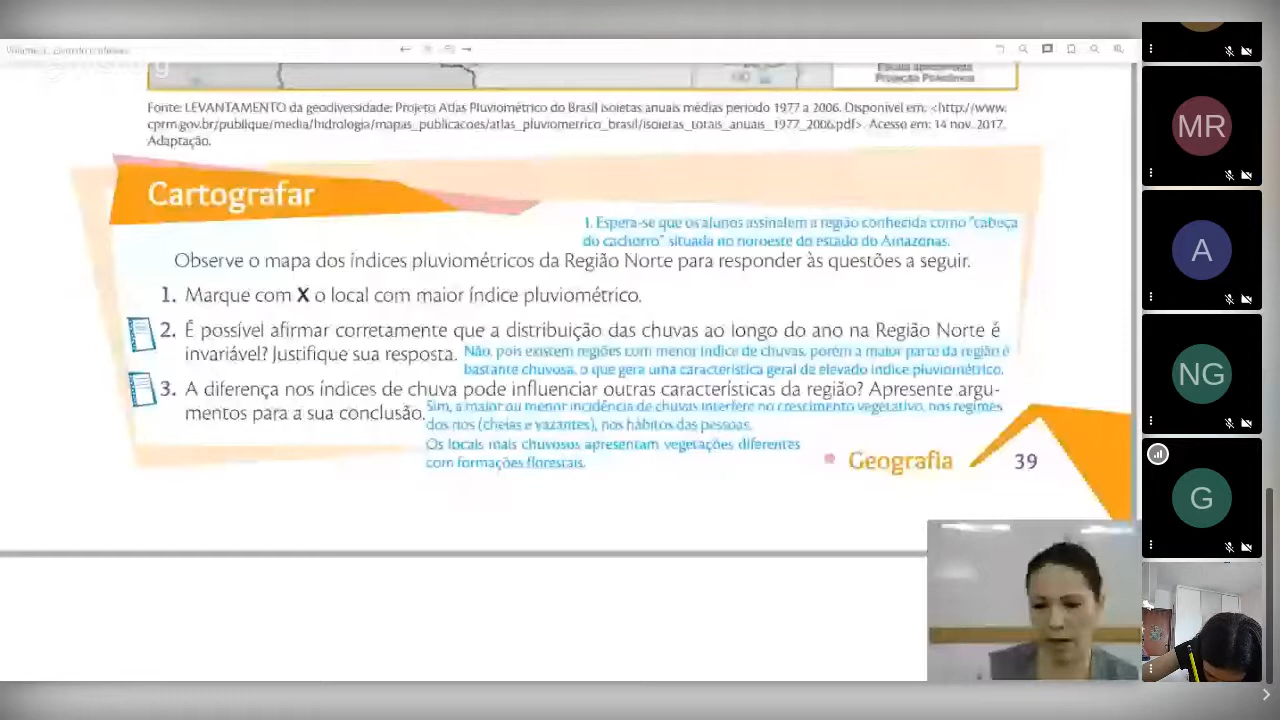 Projeção Policônica
Fonte: LEVANTAMENTO da geodiversidade: Projeto Atlas Pluviométrico do Brasil isoietas anuais médias período 1977 a 2006. Disponível em: <http://www.
cprm.gov.br/publique/media/hidrologia/mapas_publicacoes/atlas_pluviometrico_brasil/isoietas_totais_anuais_1977_2006.pdf>. Acesso em: 14 nov. 2017.
Adaptação.
Cartografar
1. Espera-se que os alunos assinalem a região conhecida como "cabeça
do cachorro" situada no noroeste do estado do Amazonas.
Observe o mapa dos índices pluviométricos da Região Norte para responder às questões a seguir.
1. Marque com X o local com maior índice pluviométrico.
2. É possível afirmar corretamente que a distribuição das chuvas ao longo do ano na Região Norte é
invariável? Justifique sua resposta. Não, pois existem regiões com menor índice de chuvas, porém a maior parte da região é
bastante chuvosa, o que gera uma característica geral de elevado índice pluviométrico.
3. A diferença nos índices de chuva pode influenciar outras características da região? Apresente argu-
mentos para a sua conclusão. Sim, a maior ou menor incidência de chuvas interfere no crescimento vegetativo, nos regimes
dos rios (cheias e vazantes), nos hábitos das pessoas.
Os locais mais chuvosos apresentam vegetações diferentes
com formações florestais.
Geografia 39
MR
A
NG
G